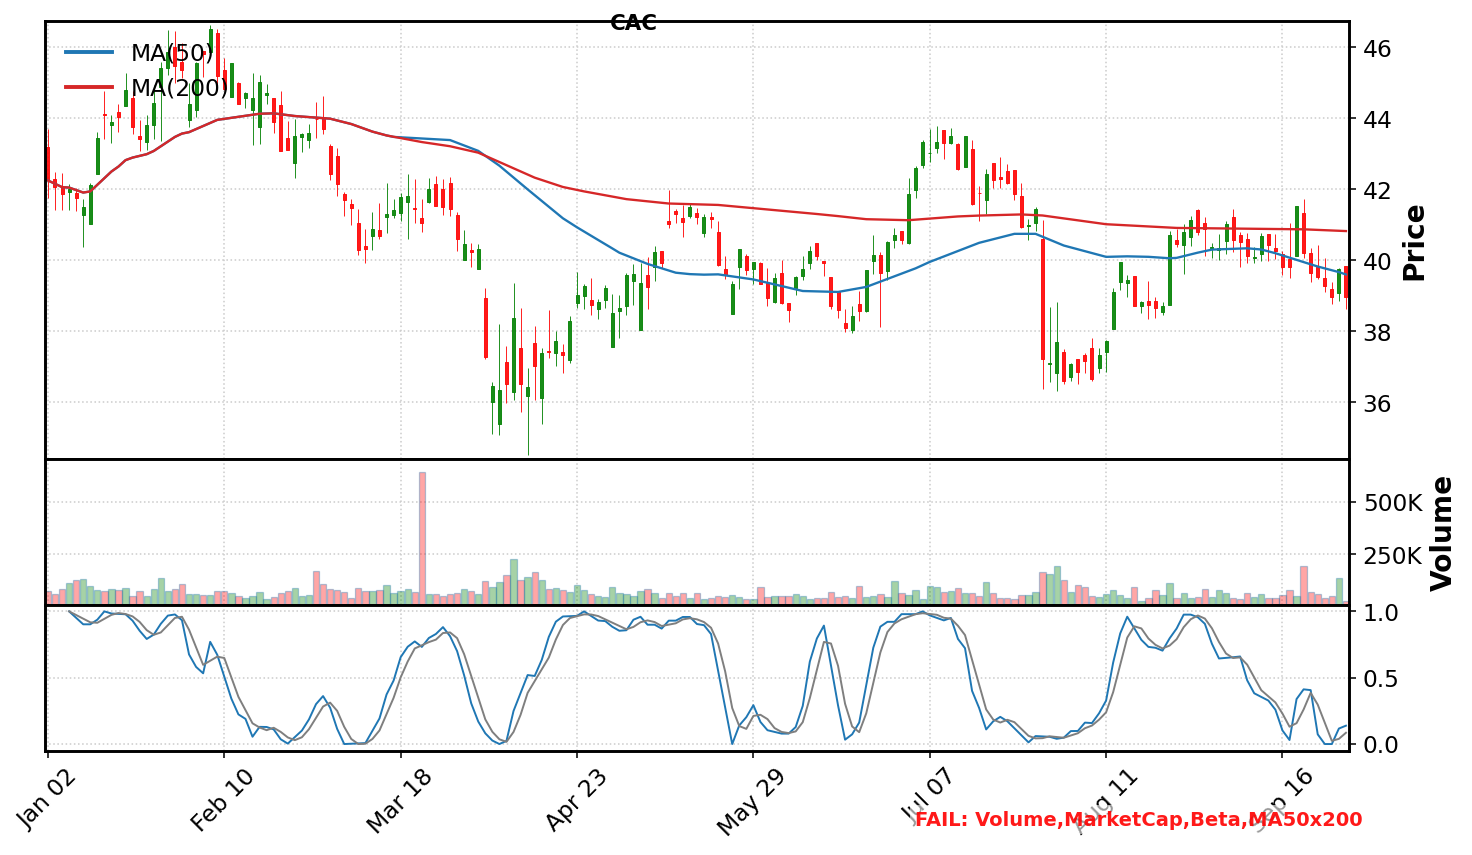 CAC
MA(50)
MA(200)
46
44
42
40
38
36
Price
500K
250K
Volume
1.0
0.5
0.0
Jan 02
Feb 10
Mar 18
Apr 23
May 29
Jul 07
Aug 11
Sep 16
FAIL: Volume,MarketCap,Beta,MA50x200